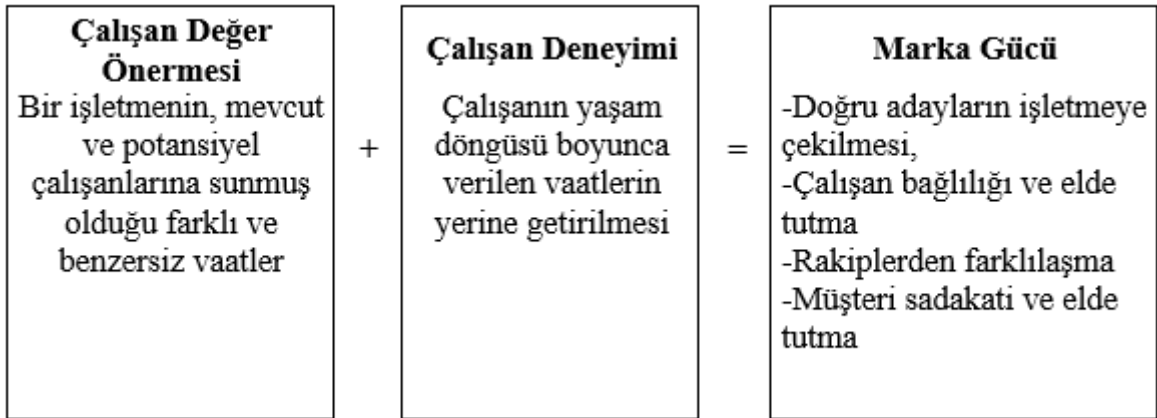 Çalışan Değer
Önermesi
Bir işletmenin, mevcut
ve potansiyel
çalışanlarına sunmuş
olduğu farklı ve
benzersiz vaatler
+
Çalışan Deneyimi
Çalışanın yaşam
döngüsü boyunca
verilen vaatlerin
yerine getirilmesi
=
Marka Gücü
-Doğru adayların işletmeye
çekilmesi,
-Çalışan bağlılığı ve elde
tutma
-Rakiplerden farklılaşma
-Müşteri sadakati ve elde
tutma